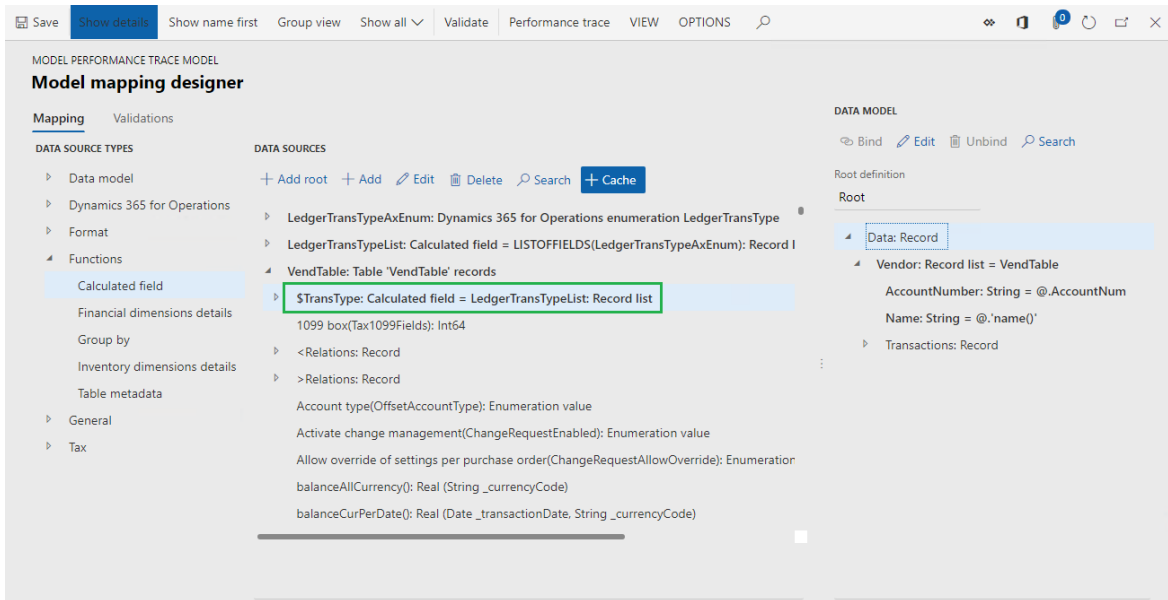 Save Show details Show name first Group view Show all Validate Performance trace VIEW OPTIONS 0
MODEL PERFORMANCE TRACE MODEL
Model mapping designer
Mapping Validations
DATA SOURCE TYPES
Data model
Dynamics 365 for Operations
Format
Functions
Calculated field
Financial dimensions details
Group by
Inventory dimensions details
Table metadata
General
Tax
DATA SOURCES
+ Add root + Add Edit Delete Search + Cache
LedgerTransTypeAxEnum: Dynamics 365 for Operations enumeration LedgerTransType
LedgerTransTypeList: Calculated field = LISTOFFIELDS(LedgerTransTypeAxEnum): Record l
VendTable: Table 'VendTable' records
$TransType: Calculated field = LedgerTransTypeList: Record list
1099 box(Tax1099Fields): Int64
<Relations: Record
>Relations: Record
Account type(OffsetAccountType): Enumeration value
Activate change management(ChangeRequestEnabled): Enumeration value
Allow override of settings per purchase order(ChangeRequestAllowOverride): Enumeration
balanceAllCurrency(): Real (String _currencyCode)
balanceCurPerDate(): Real (Date _transactionDate, String _currencyCode)
DATA MODEL
Bind Edit Unbind Search
Root definition
Root
Data: Record
Vendor: Record list = VendTable
AccountNumber: String = @.AccountNum
Name: String = @.'name()'
Transactions: Record